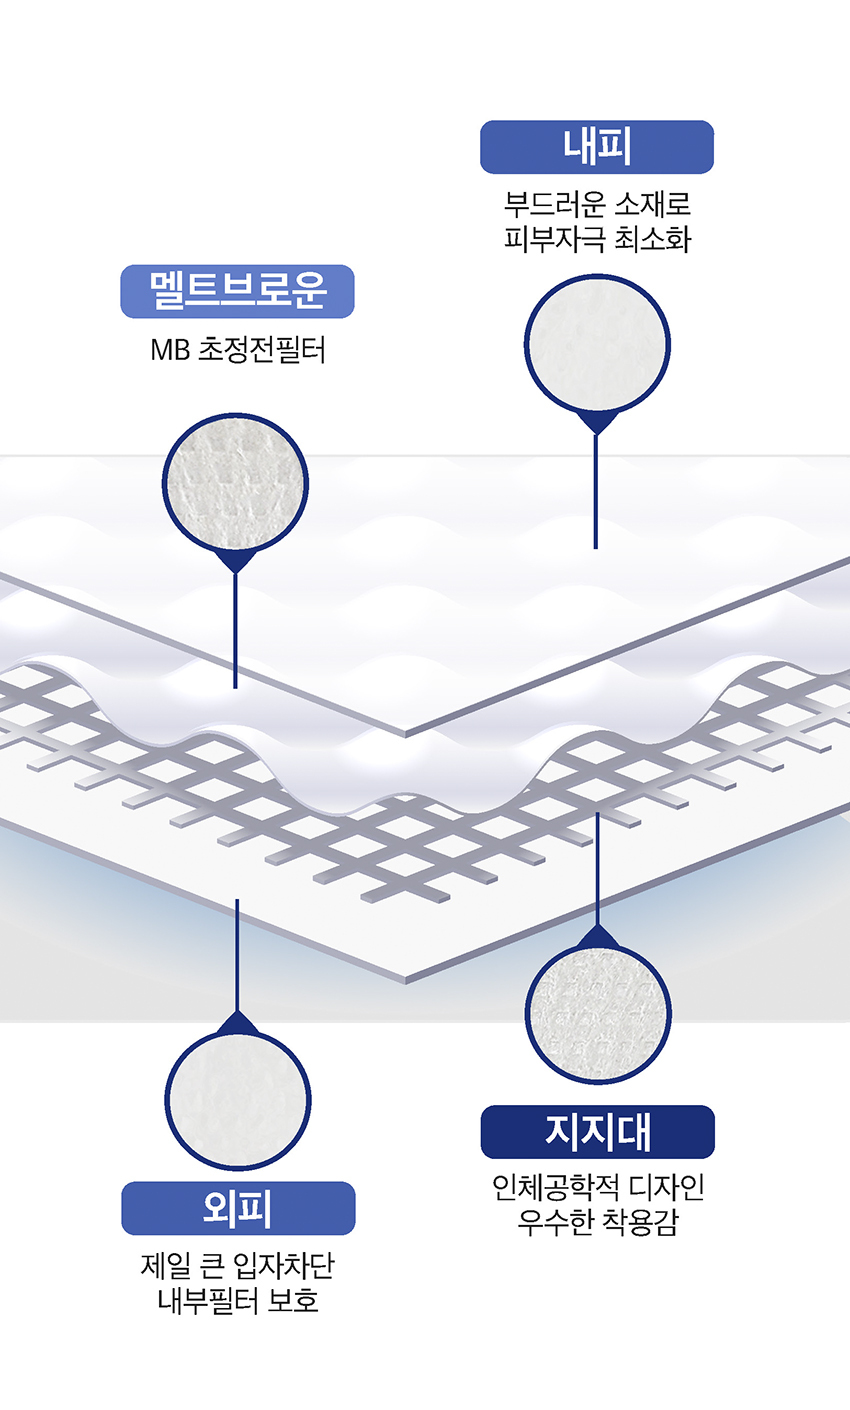 내피
부드러운 소재로
피부자극 최소화
멜트브로운
MB 초정전필터
지지대
인체공학적 디자인
우수한 착용감
외피
제일 큰 입자차단
내부필터 보호